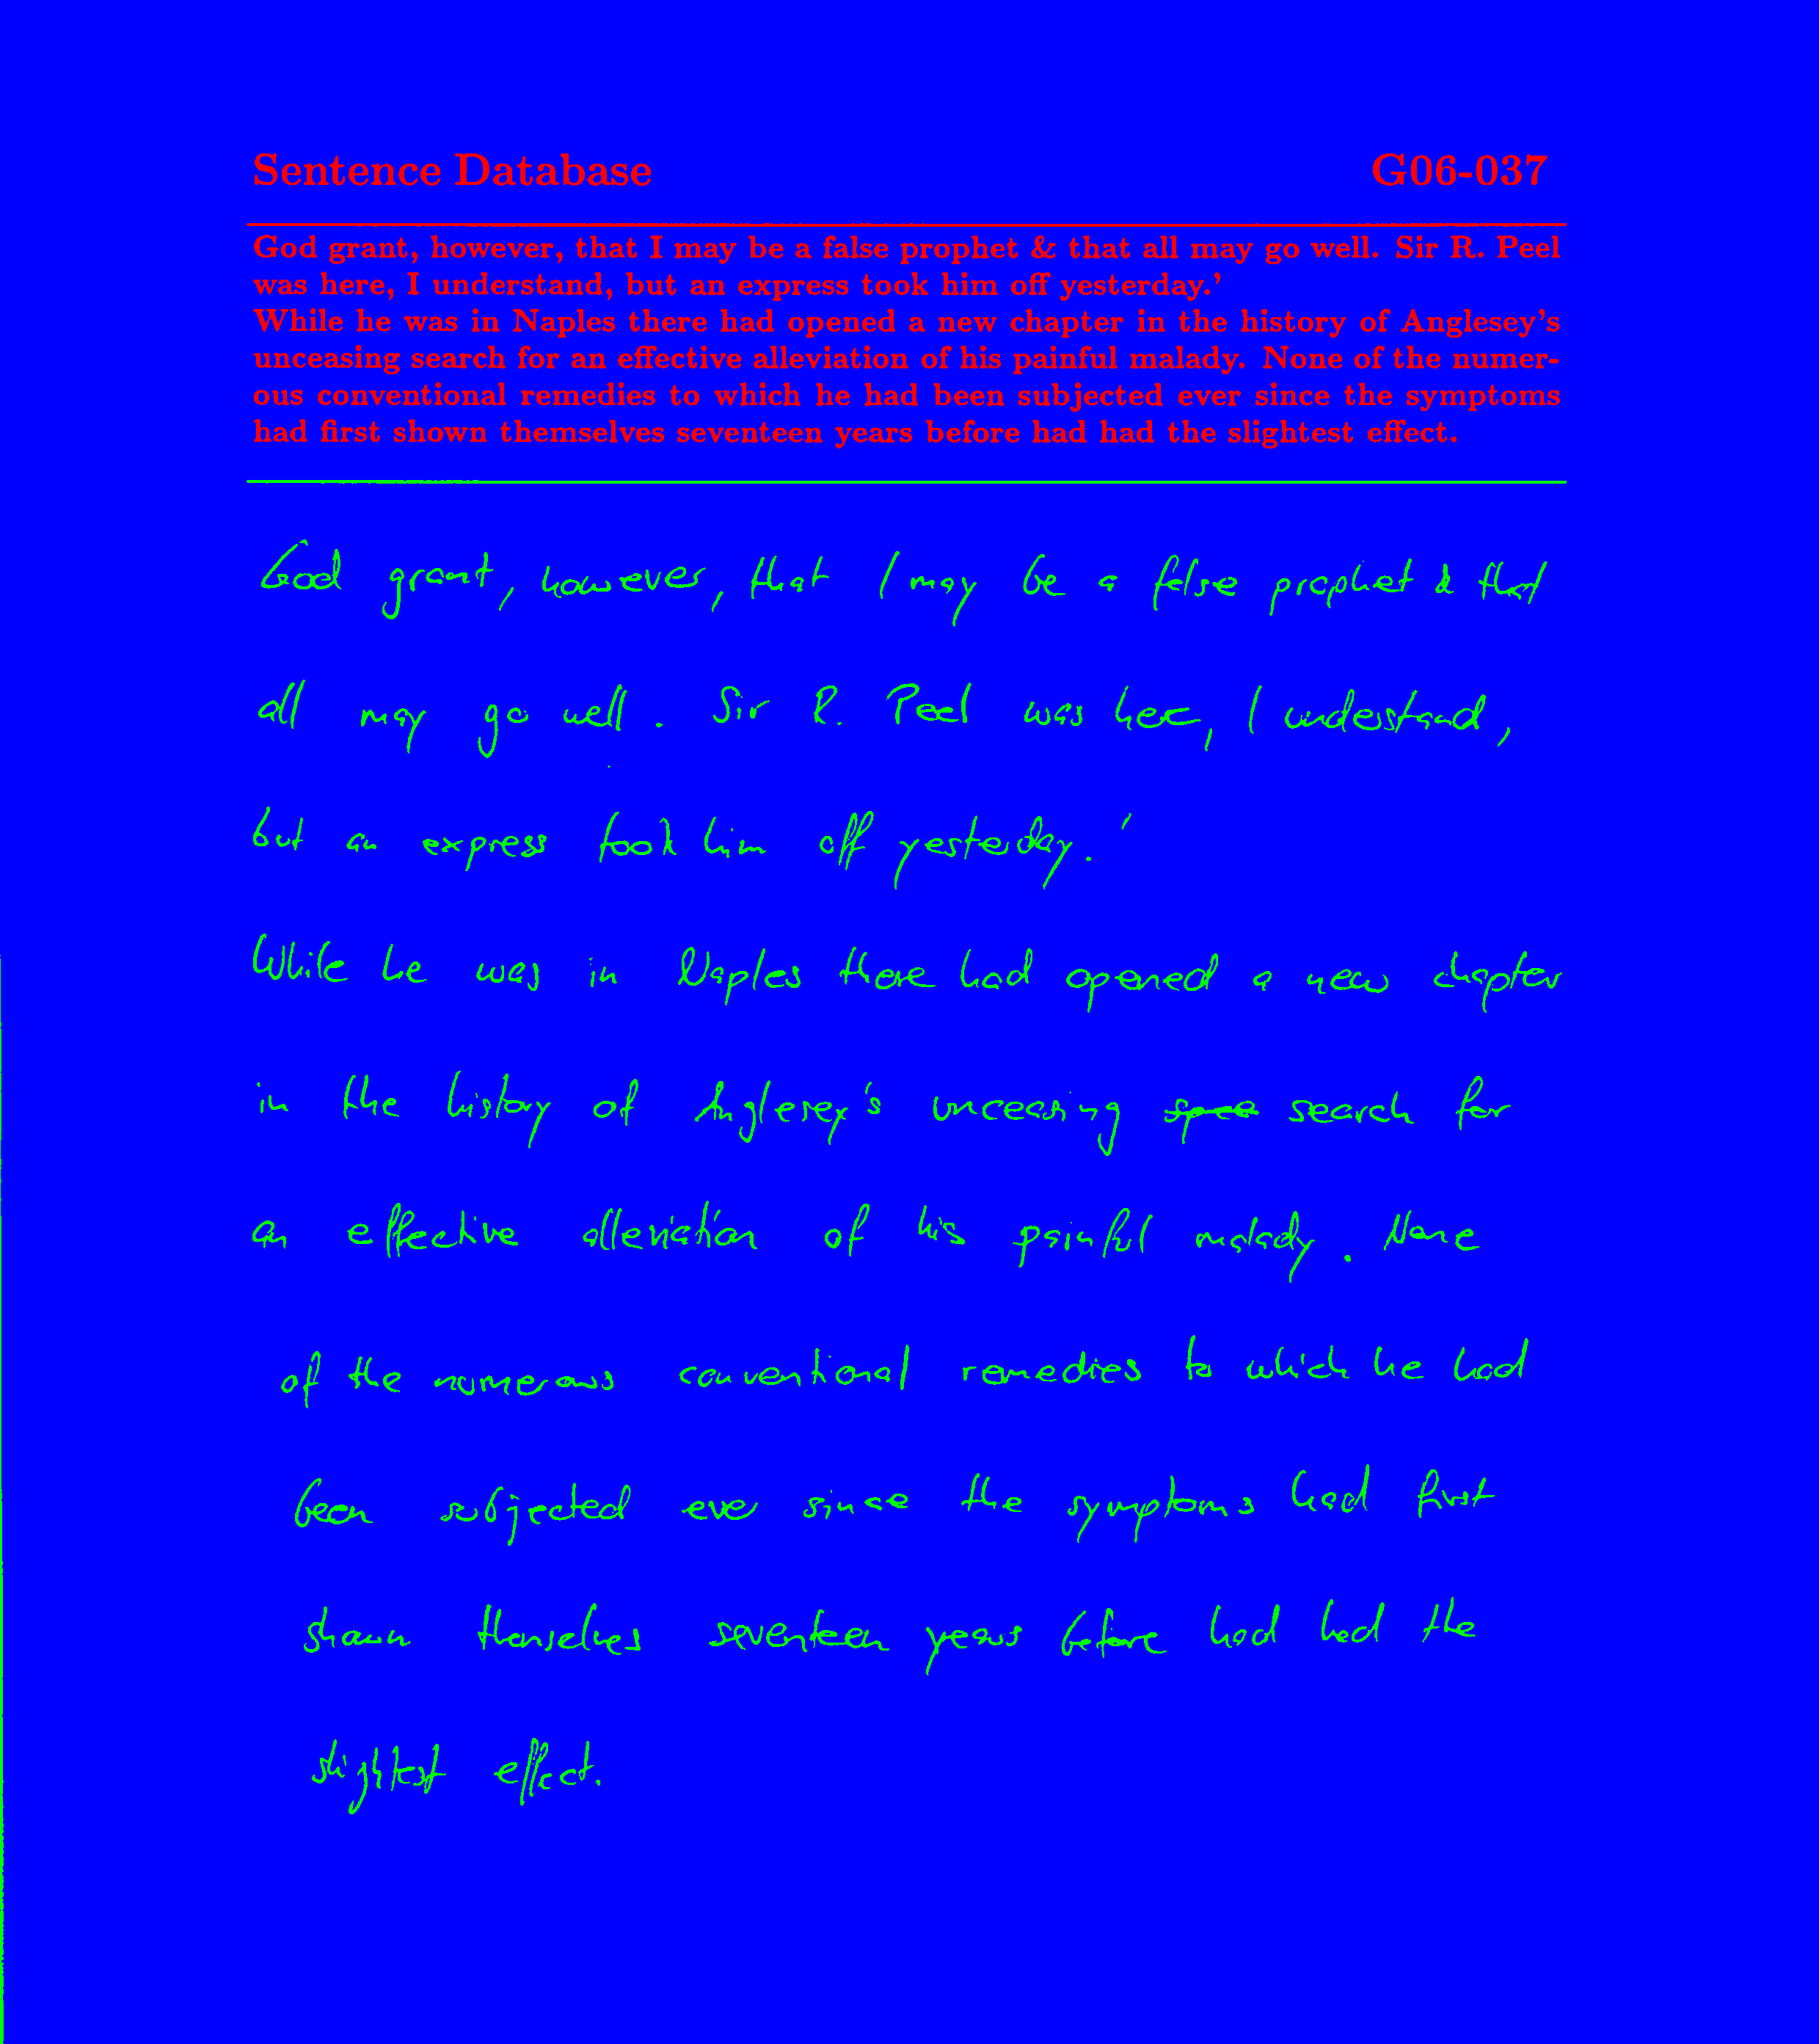 Sentence Database G06-037
God grant, however, that I may be a false prophet & that all may go well. Sir R. Peel
was here, I understand, but an express took him off yesterday.'
While he was in Naples there had opened a new chapter in the history of Anglesey's
unceasing search for an effective alleviation of his painful malady. None of the numer-
ous conventional remedies to which he had been subjected ever since the symptoms
had first shown themselves seventeen years before had had the slightest effect.
God grant, however, that I may be a false prophet & that
all may go well. Sir R. Peel was here, I understand,
but an express took him off yesterday.'
While he was in Naples there had opened a new chapter
in the history of Anglesey's unceasing search for
an effective alleviation of his painful malady. None
of the numerous conventional remedies to which he had
been subjected ever since the symptoms had first
shown themselves seventeen years before had had the
slightest effect.